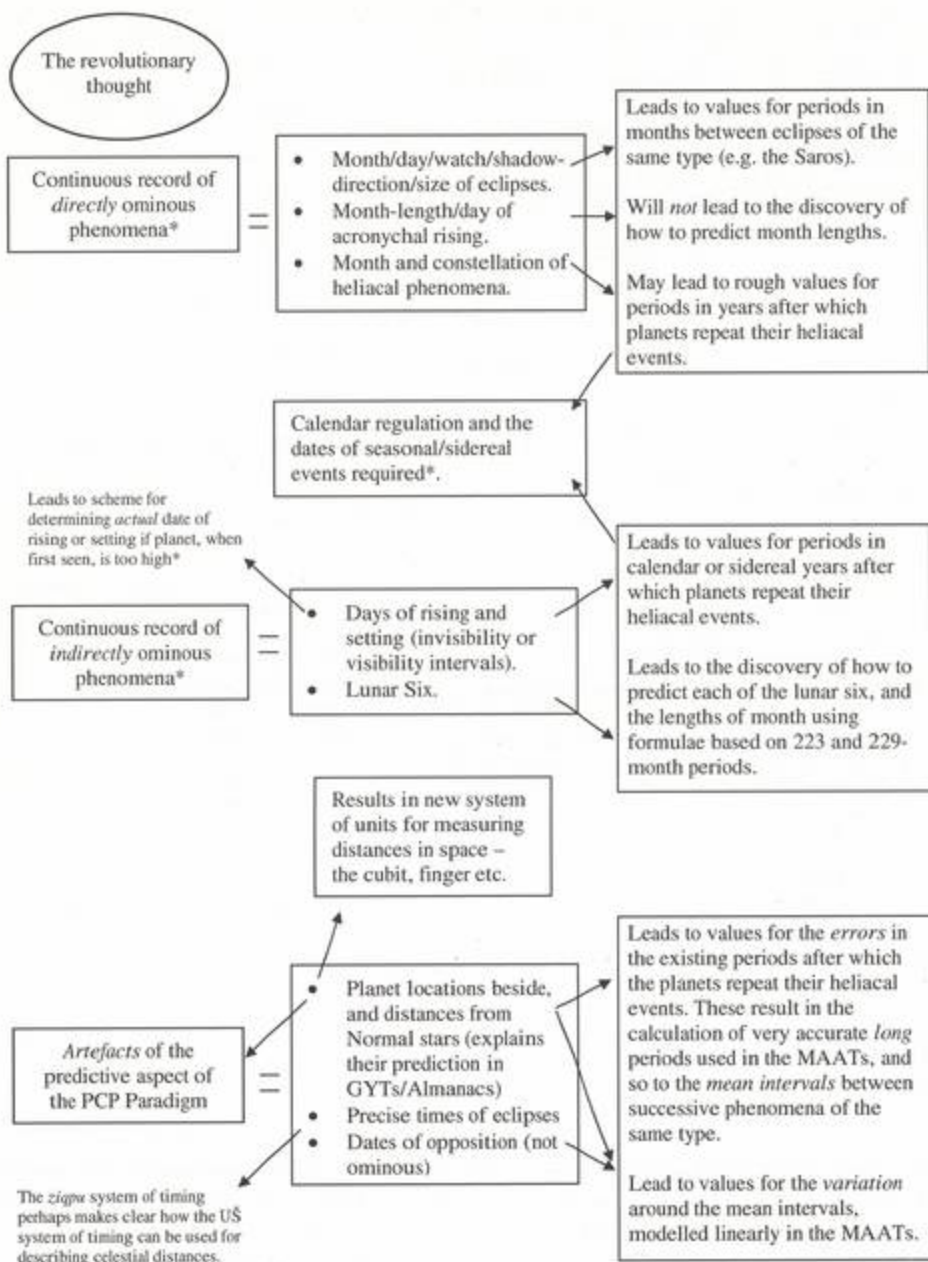 The revolutionary
thought
Continuous record of
directly ominous
phenomena*
=
• Month/day/watch/shadow-
direction/size of eclipses.
• Month-length/day of
acronychal rising.
• Month and constellation of
heliacal phenomena.
Leads to values for periods in
months between eclipses of the
same type (e.g. the Saros).
Will not lead to the discovery of
how to predict month lengths.
May lead to rough values for
periods in years after which
planets repeat their heliacal
events.
Calendar regulation and the
dates of seasonal/sidereal
events required*.
Leads to scheme for
determining actual date of
rising or setting if planet, when
first seen, is too high*
Continuous record of
indirectly ominous
phenomena*
=
• Days of rising and
setting (invisibility or
visibility intervals).
• Lunar Six.
Leads to values for periods in
calendar or sidereal years after
which planets repeat their
heliacal events.
Leads to the discovery of how to
predict each of the lunar six, and
the lengths of month using
formulae based on 223 and 229-
month periods.
Results in new system
of units for measuring
distances in space –
the cubit, finger etc.
Artefacts of the
predictive aspect of
the PCP Paradigm
=
• Planet locations beside,
and distances from
Normal stars (explains
their prediction in
GYTs/Almanacs)
• Precise times of eclipses
• Dates of opposition (not
ominous)
Leads to values for the errors in
the existing periods after which
the planets repeat their heliacal
events. These result in the
calculation of very accurate long
periods used in the MAATs, and
so to the mean intervals between
successive phenomena of the
same type.
Lead to values for the variation
around the mean intervals,
modelled linearly in the MAATs.
The ziqpu system of timing
perhaps makes clear how the UŠ
system of timing can be used for
describing celestial distances.